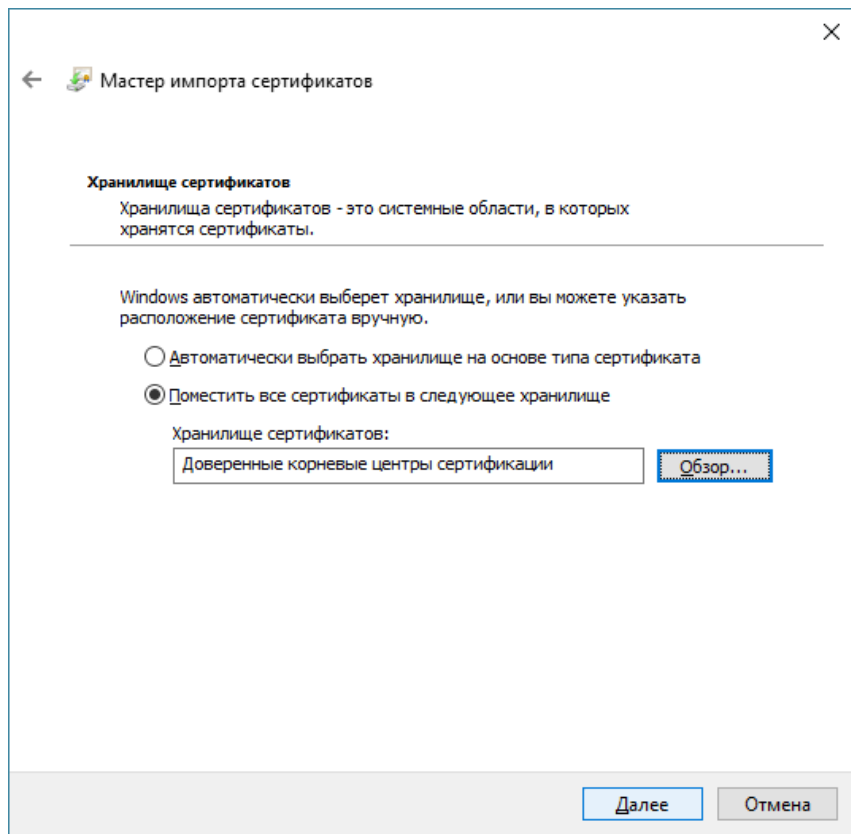 Мастер импорта сертификатов
Хранилище сертификатов
Хранилища сертификатов - это системные области, в которых
хранятся сертификаты.
Windows автоматически выберет хранилище, или вы можете указать
расположение сертификата вручную.
Автоматически выбрать хранилище на основе типа сертификата
Поместить все сертификаты в следующее хранилище
Хранилище сертификатов:
Доверенные корневые центры сертификации
Обзор...
Далее
Отмена